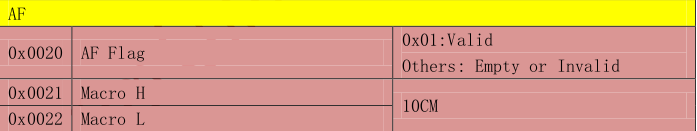 AF
0x0020 AF Flag 0x01:Valid
Others: Empty or Invalid
0x0021 Macro H 10CM
0x0022 Macro L